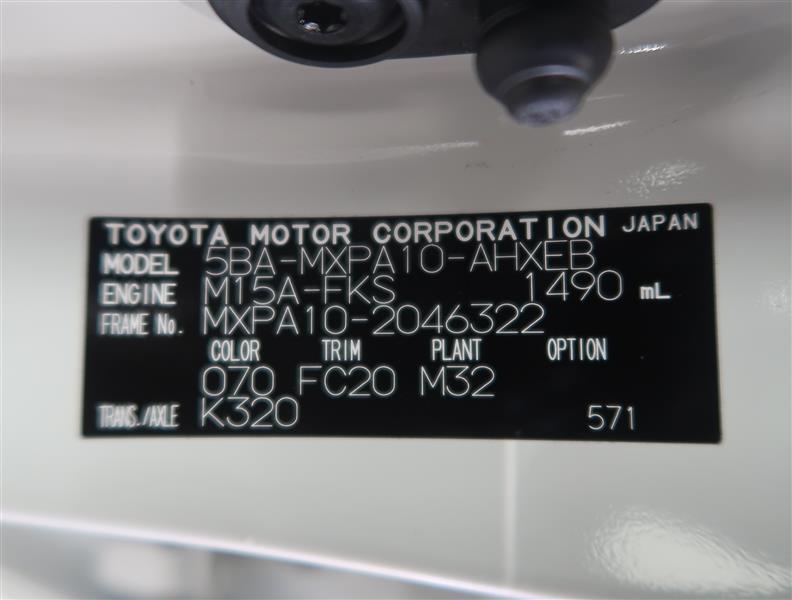 TOYOTA MOTOR CORPORATION JAPAN
MODEL 5BA-MXPA10-AHXEB
ENGINE M15A-FKS 1490 mL
FRAME No. MXPA10-2046322
COLOR TRIM PLANT OPTION
070 FC20 M32
TRANS./AXLE K320 571